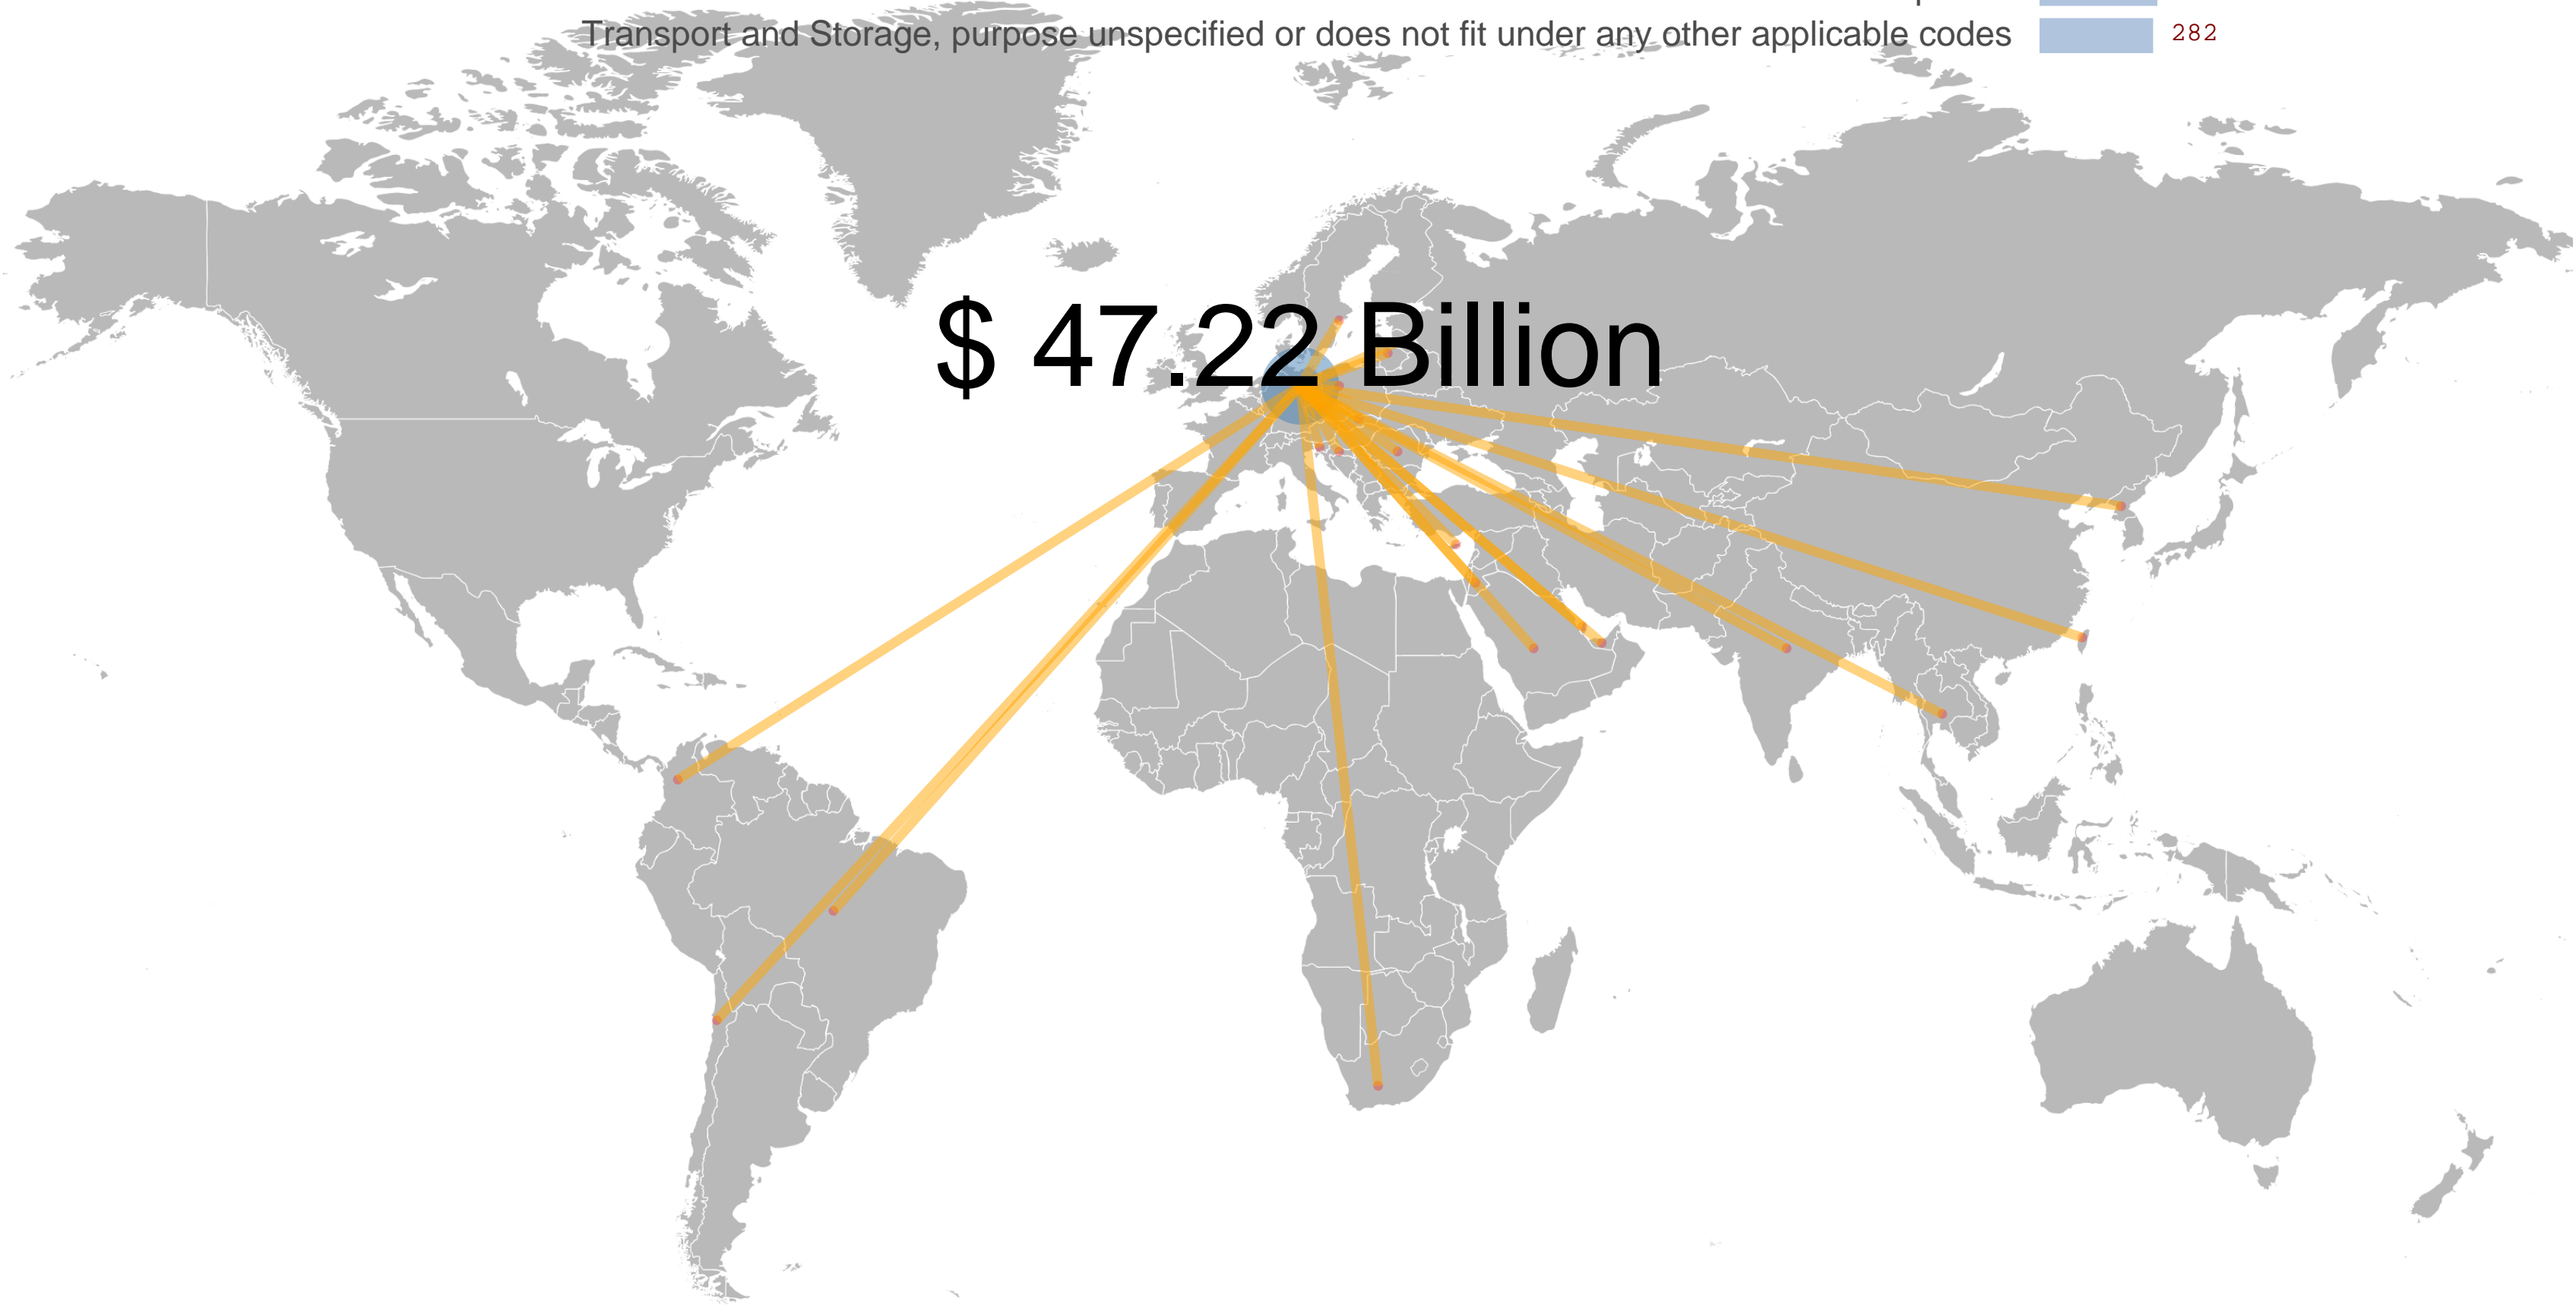 Transport and Storage, purpose unspecified or does not fit under any other applicable codes 282
$ 47.22 Billion